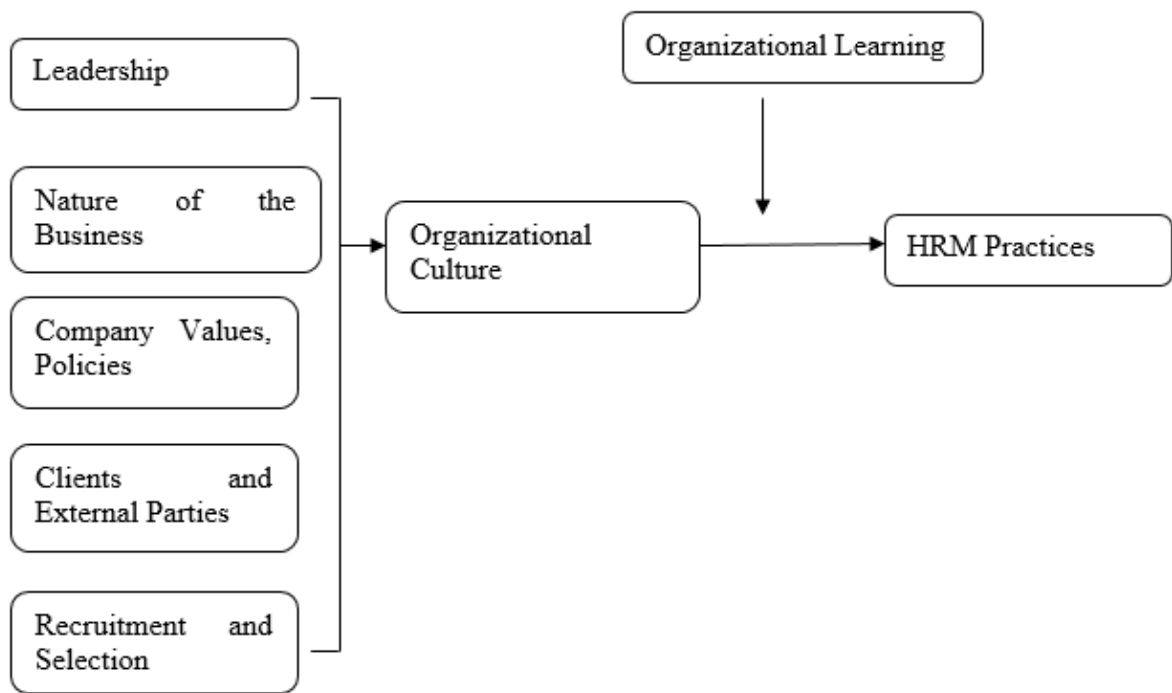 Leadership
Organizational Learning
Nature of the
Business
Organizational
Culture
HRM Practices
Company Values,
Policies
Clients and
External Parties
Recruitment and
Selection